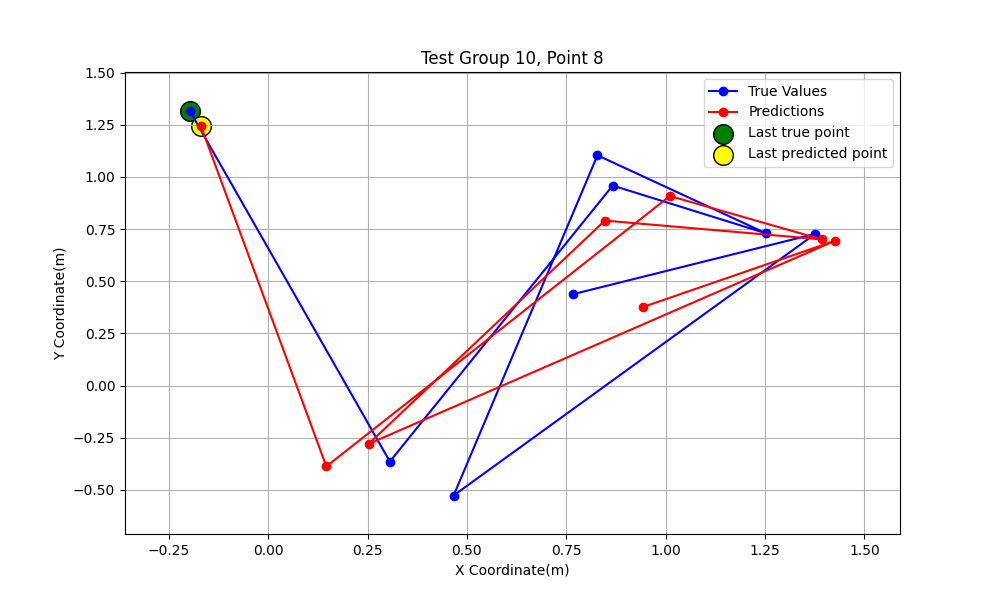 Test Group 10, Point 8
True Values
Predictions
Last true point
Last predicted point
Y Coordinate(m)
1.50
1.25
1.00
0.75
0.50
0.25
0.00
−0.25
−0.50
−0.25
0.00
0.25
0.50
0.75
1.00
1.25
1.50
X Coordinate(m)